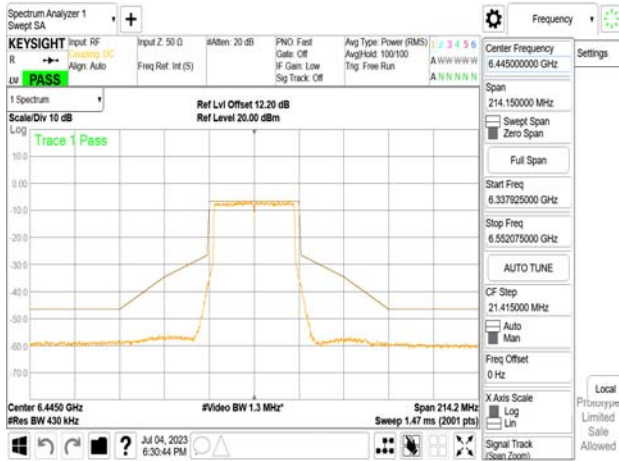 Spectrum Analyzer 1
Swept SA
+
Frequency
KEYSIGHT
Input: RF
Coupling: DC
Align: Auto
Input Z: 50 Ω
Freq Ref: Int (S)
#Atten: 20 dB
PNO: Fast
Gate: Off
IF Gain: Low
Sig Track: Off
Avg Type: Power (RMS)
Avg|Hold: 100/100
Trig: Free Run
1 2 3 4 5 6
A W W W W W
A N N N N N
R
LV PASS
Center Frequency
6.445000000 GHz
Settings
Span
214.150000 MHz
Swept Span
Zero Span
Full Span
Start Freq
6.337925000 GHz
Stop Freq
6.552075000 GHz
AUTO TUNE
CF Step
21.415000 MHz
Auto
Man
Freq Offset
0 Hz
X Axis Scale
Log
Lin
Signal Track
(Span Zoom)
Local
Prototype
Limited
Sale
Allowed
1 Spectrum
Scale/Div 10 dB
Ref Lvl Offset 12.20 dB
Ref Level 20.00 dBm
Log
Trace 1 Pass
10.0
0.00
-10.0
-20.0
-30.0
-40.0
-50.0
-60.0
-70.0
Center 6.4450 GHz
#Res BW 430 kHz
#Video BW 1.3 MHz*
Span 214.2 MHz
Sweep 1.47 ms (2001 pts)
?
Jul 04, 2023
6:30:44 PM